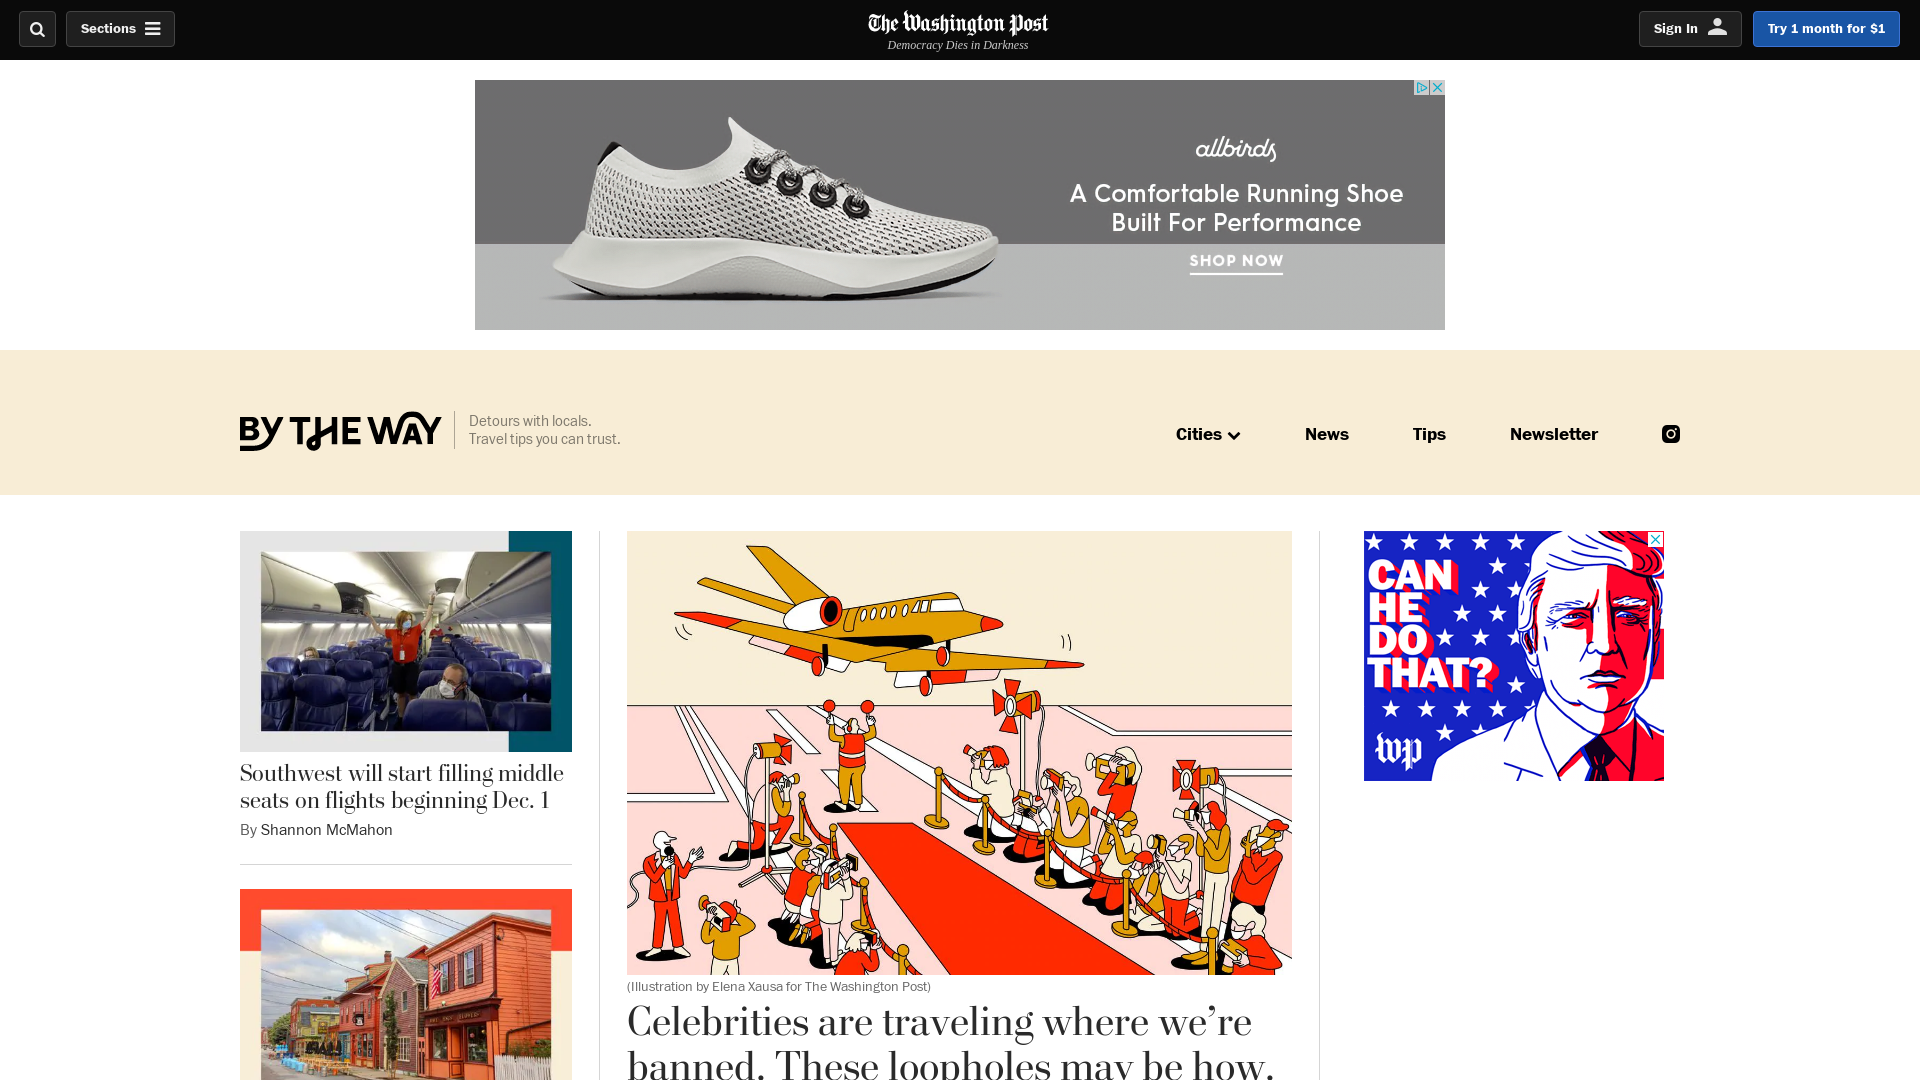 Sections
The Washington Post
Democracy Dies in Darkness
Sign In
Try 1 month for $1
allbirds
A Comfortable Running Shoe
Built For Performance
SHOP NOW
BY THE WAY
Detours with locals.
Travel tips you can trust.
Cities
News
Tips
Newsletter
Southwest will start filling middle
seats on flights beginning Dec. 1
By Shannon McMahon
(Illustration by Elena Xausa for The Washington Post)
Celebrities are traveling where we’re
banned. These loopholes may be how.
CAN
HE
DO
THAT?
wp